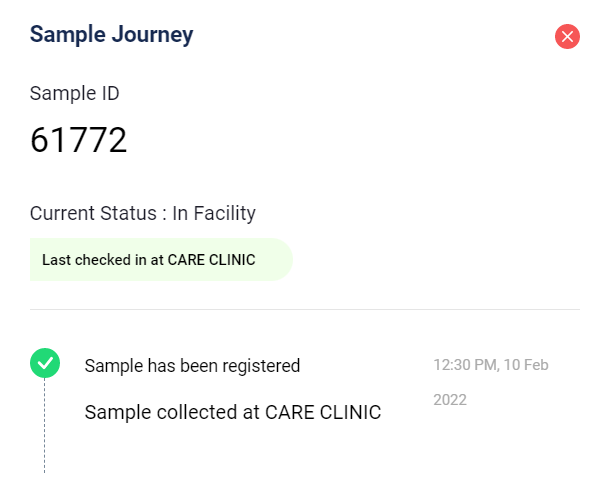 Sample Journey
Sample ID
61772
Current Status : In Facility
Last checked in at CARE CLINIC
Sample has been registered
12:30 PM, 10 Feb
2022
Sample collected at CARE CLINIC